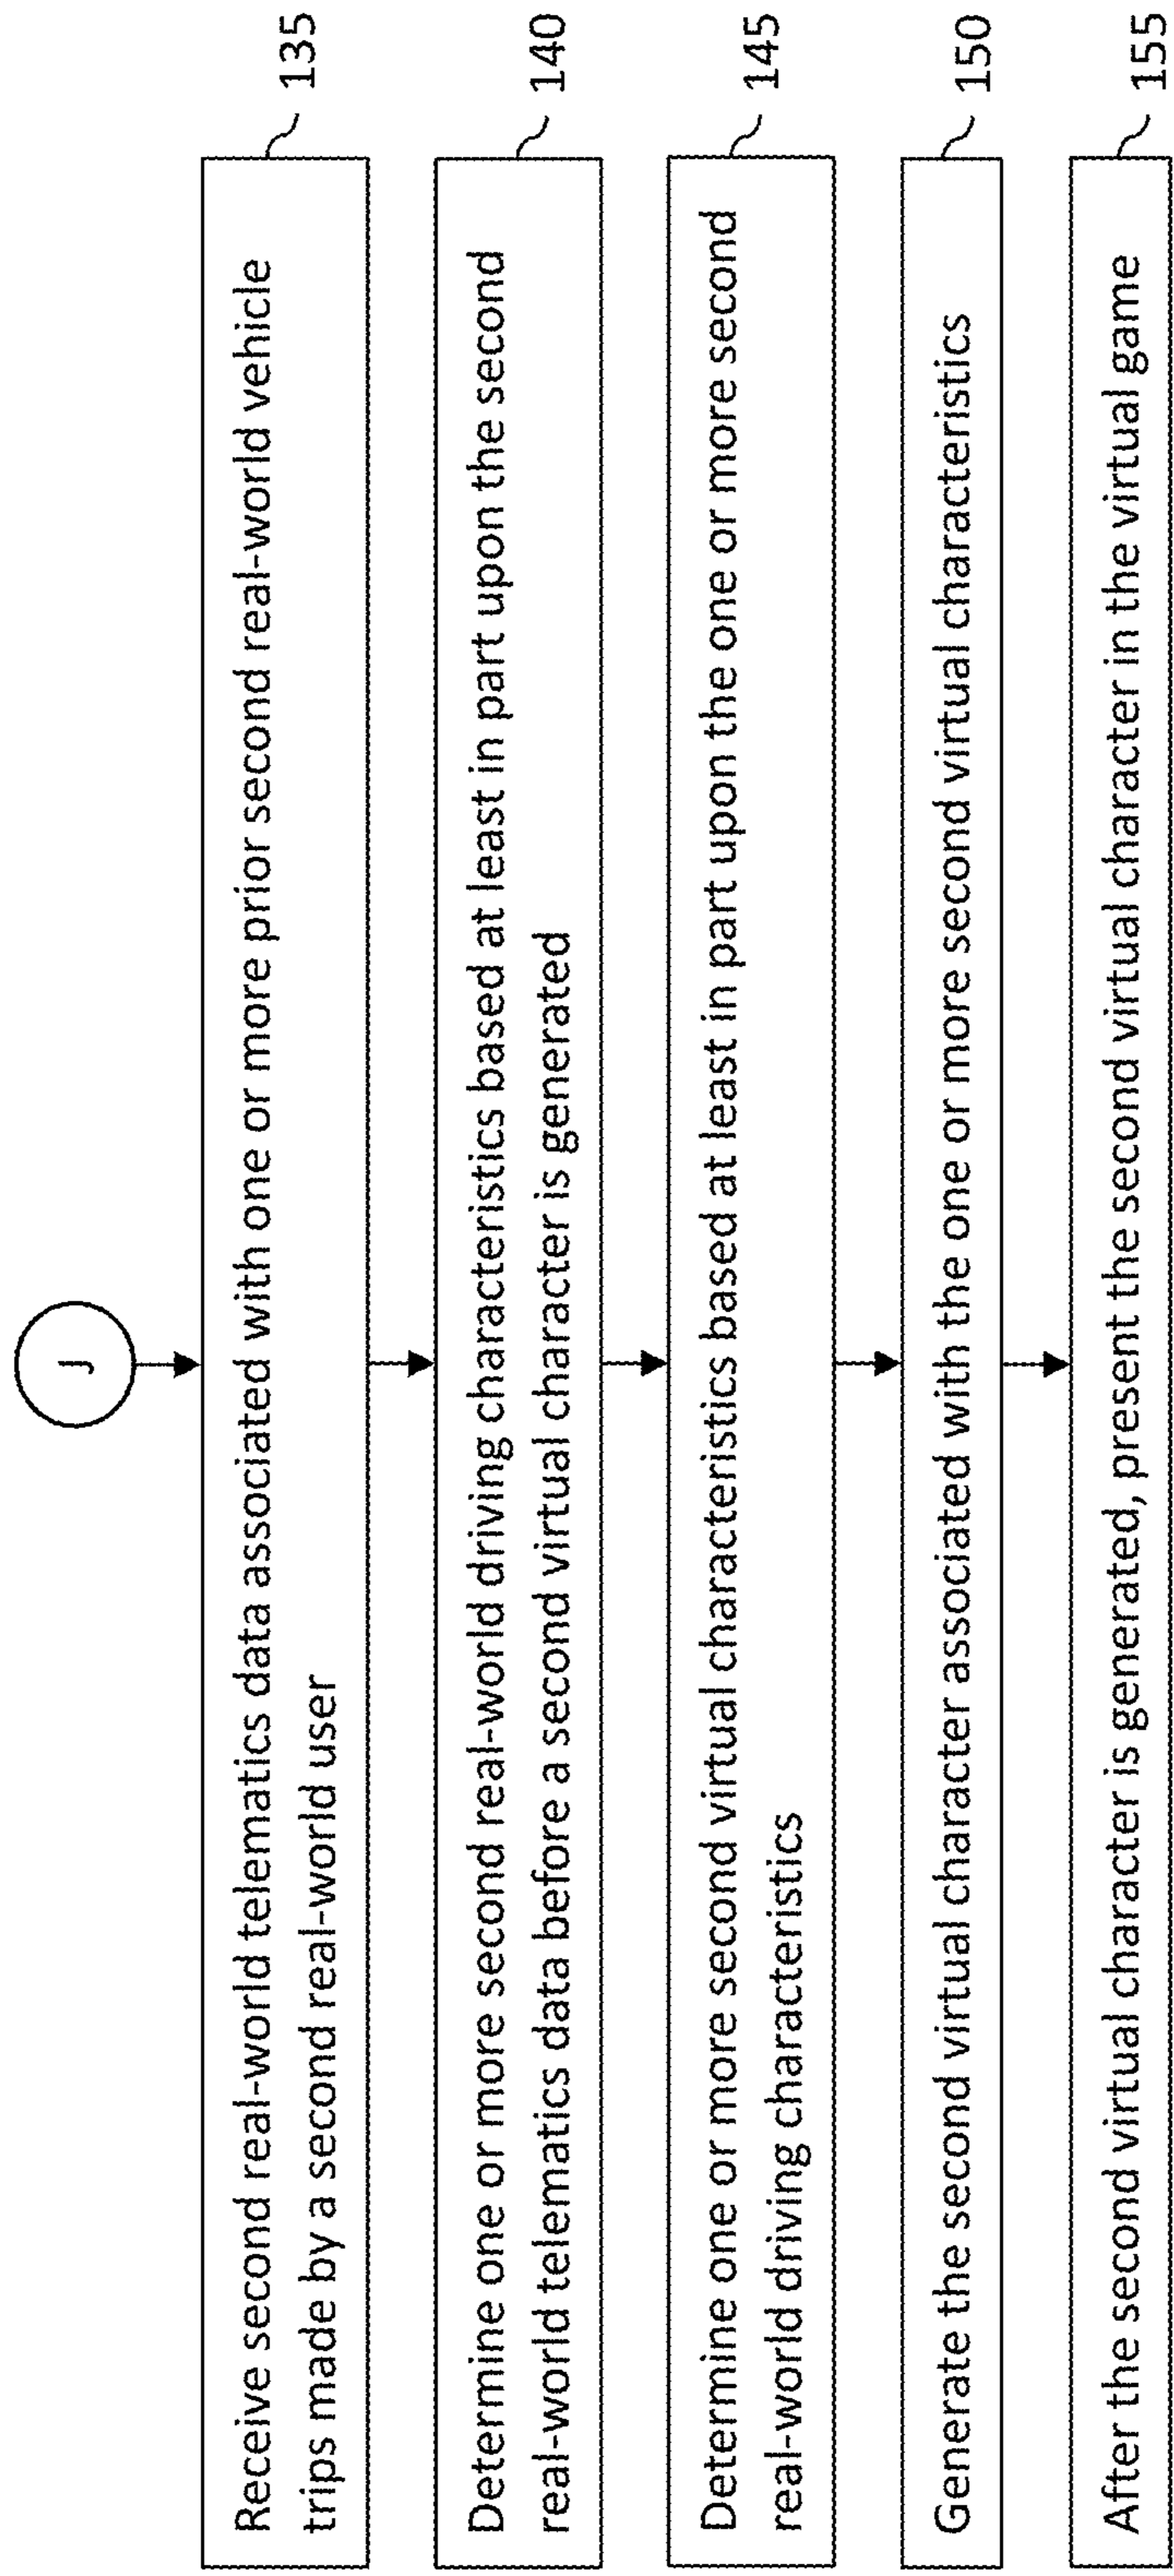 J
Receive second real-world telematics data associated with one or more prior second real-world vehicle
trips made by a second real-world user
135
Determine one or more second real-world driving characteristics based at least in part upon the second
real-world telematics data before a second virtual character is generated
140
Determine one or more second virtual characteristics based at least in part upon the one or more second
real-world driving characteristics
145
Generate the second virtual character associated with the one or more second virtual characteristics
150
After the second virtual character is generated, present the second virtual character in the virtual game
155